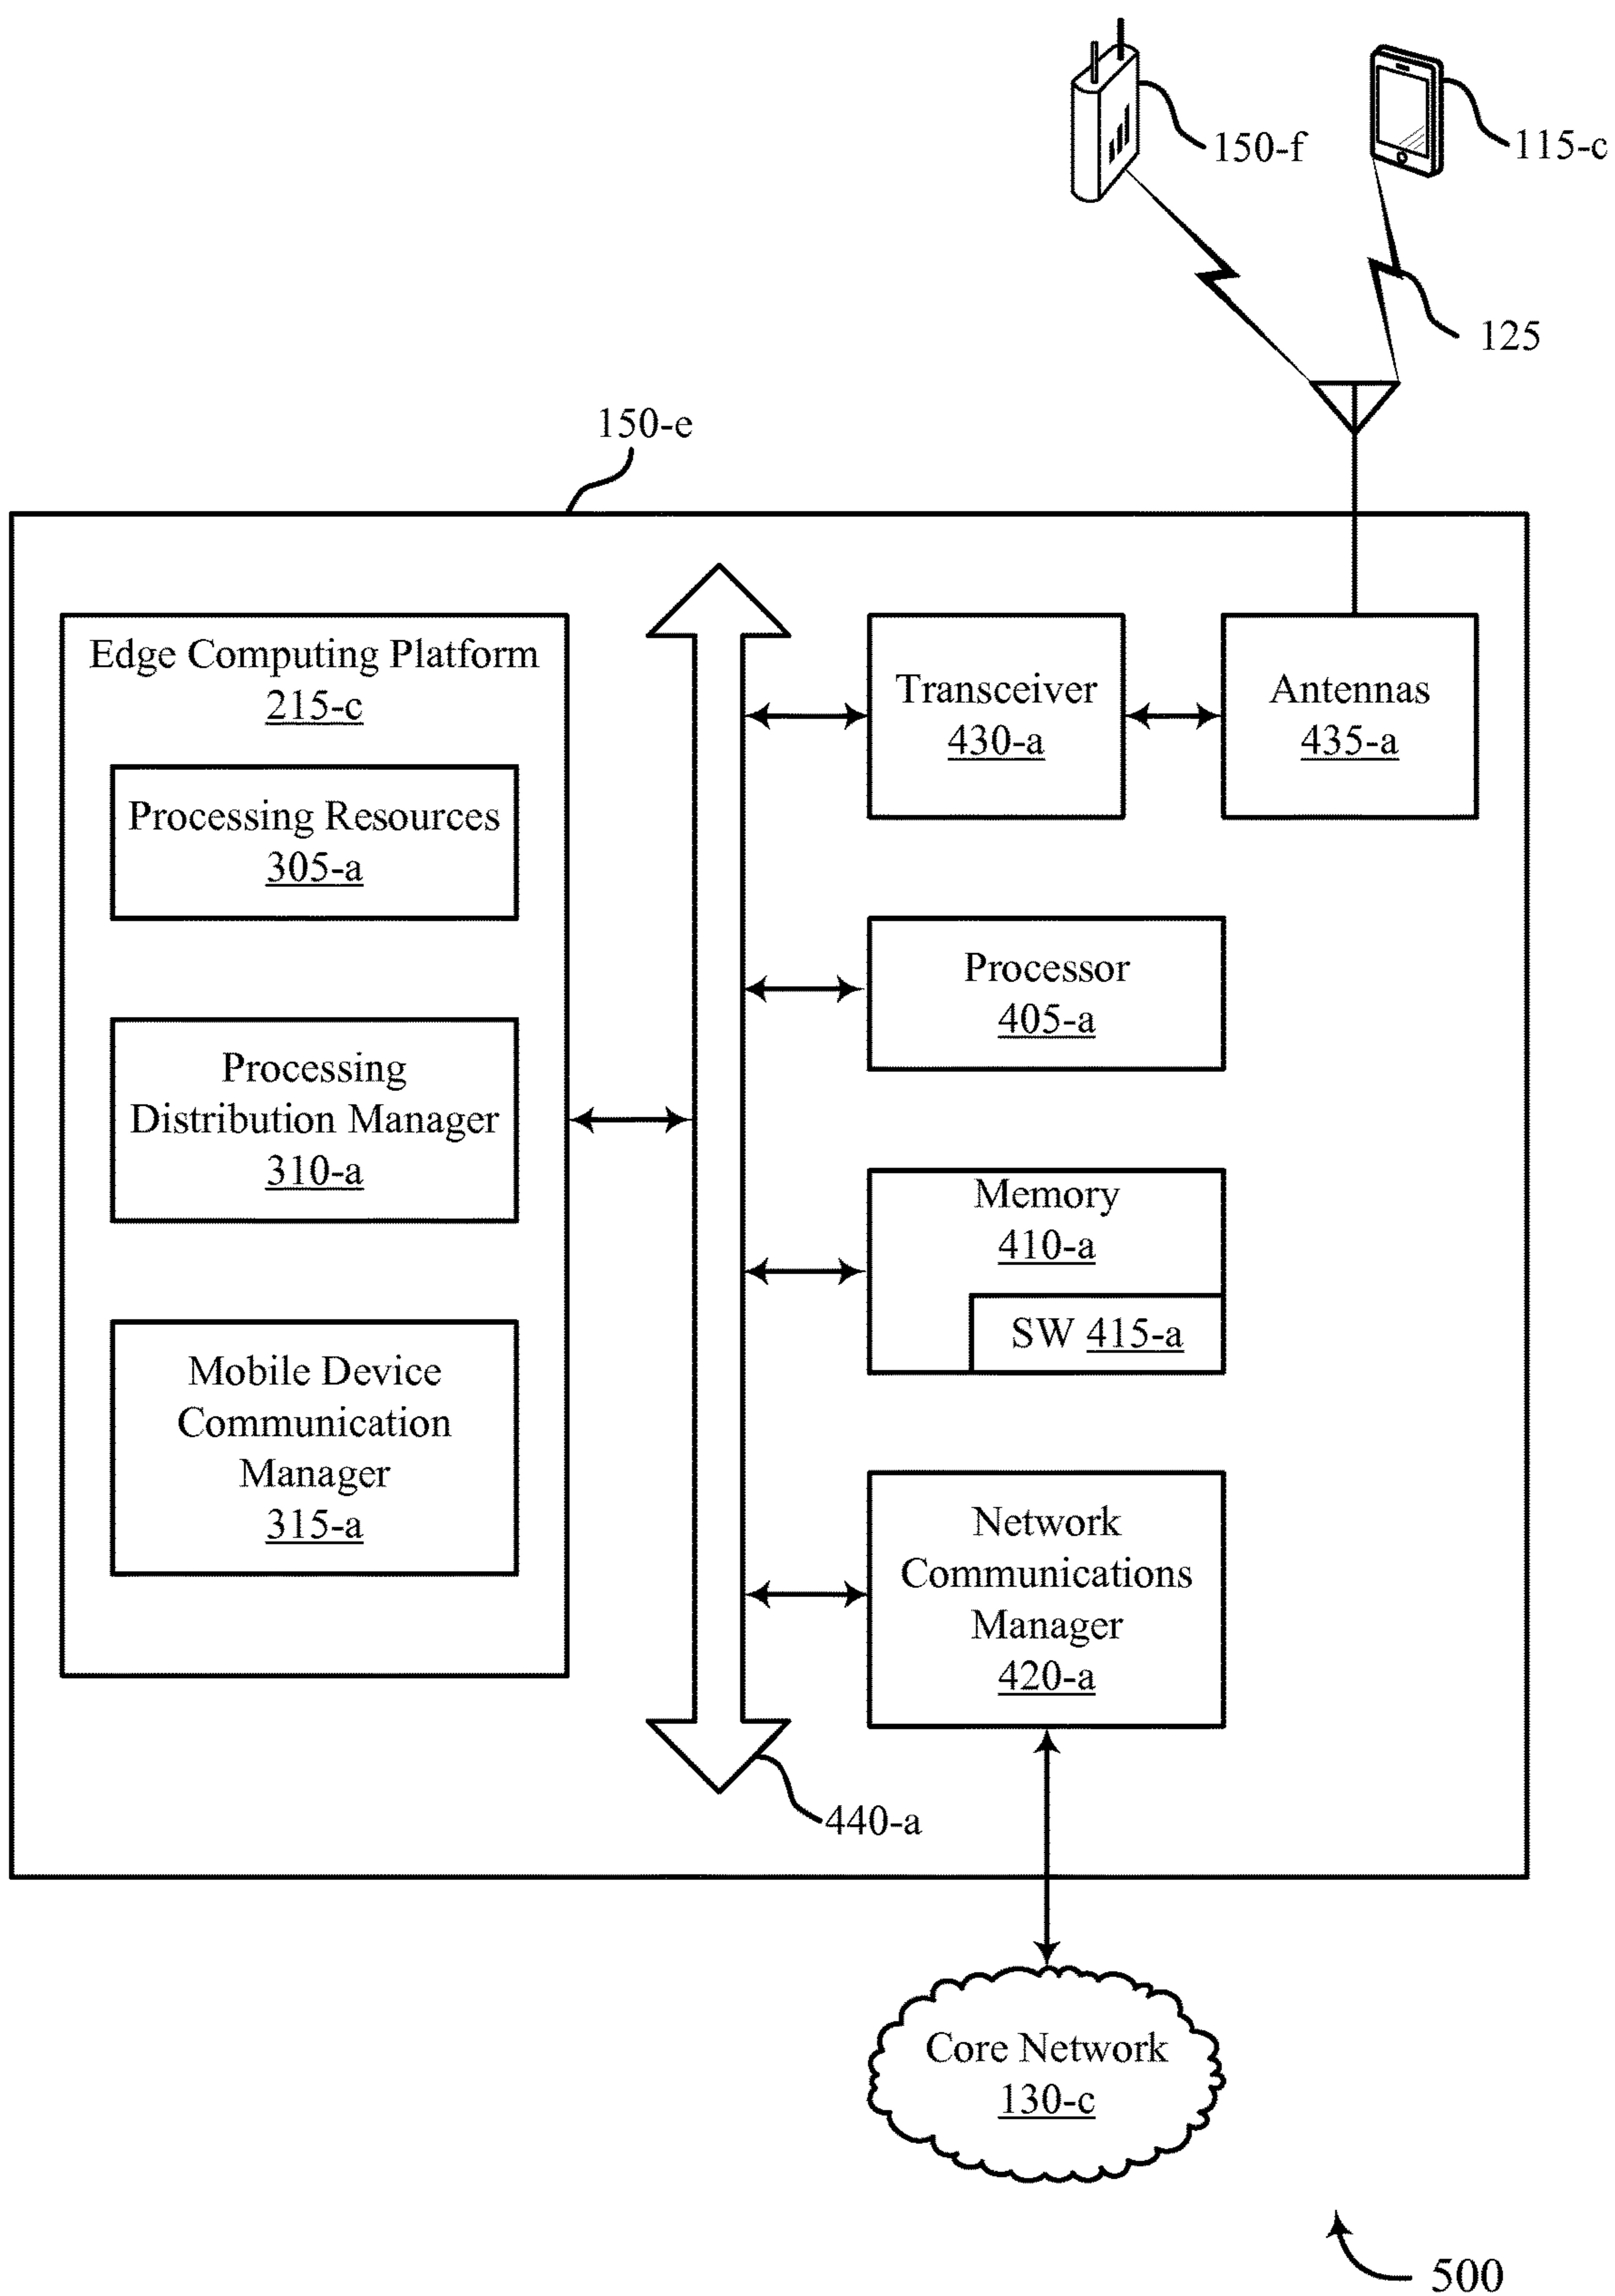 150-f
115-c
125
150-e
Edge Computing Platform
215-c
Processing Resources
305-a
Processing
Distribution Manager
310-a
Mobile Device
Communication
Manager
315-a
Transceiver
430-a
Antennas
435-a
Processor
405-a
Memory
410-a
SW 415-a
Network
Communications
Manager
420-a
440-a
Core Network
130-c
500